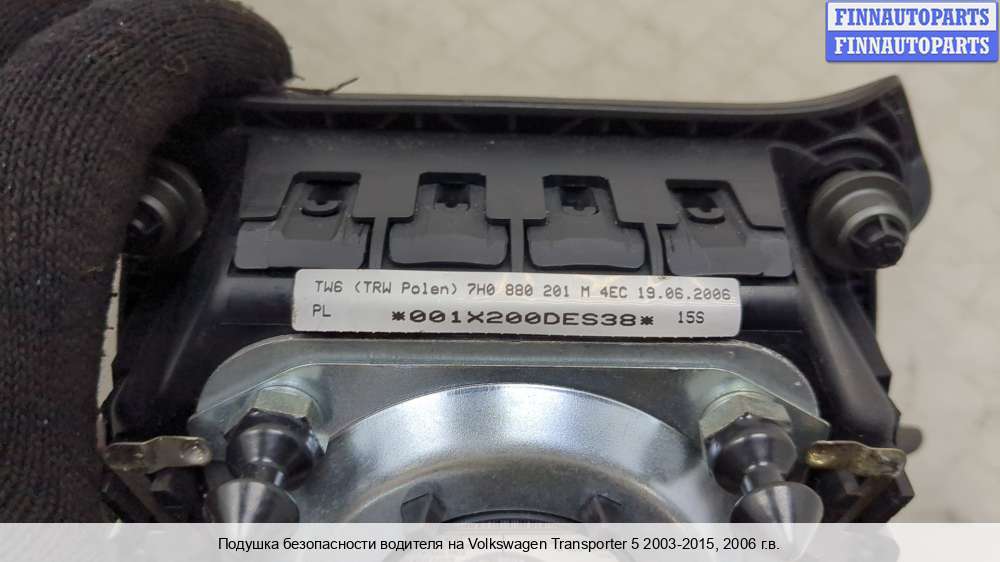 FINNAUTOPARTS
FINNAUTOPARTS
TW6 (TRW Polen) 7H0 880 201 M 4EC 19.06.2006
PL *001X200DES38* 15S
Подушка безопасности водителя на Volkswagen Transporter 5 2003-2015, 2006 г.в.